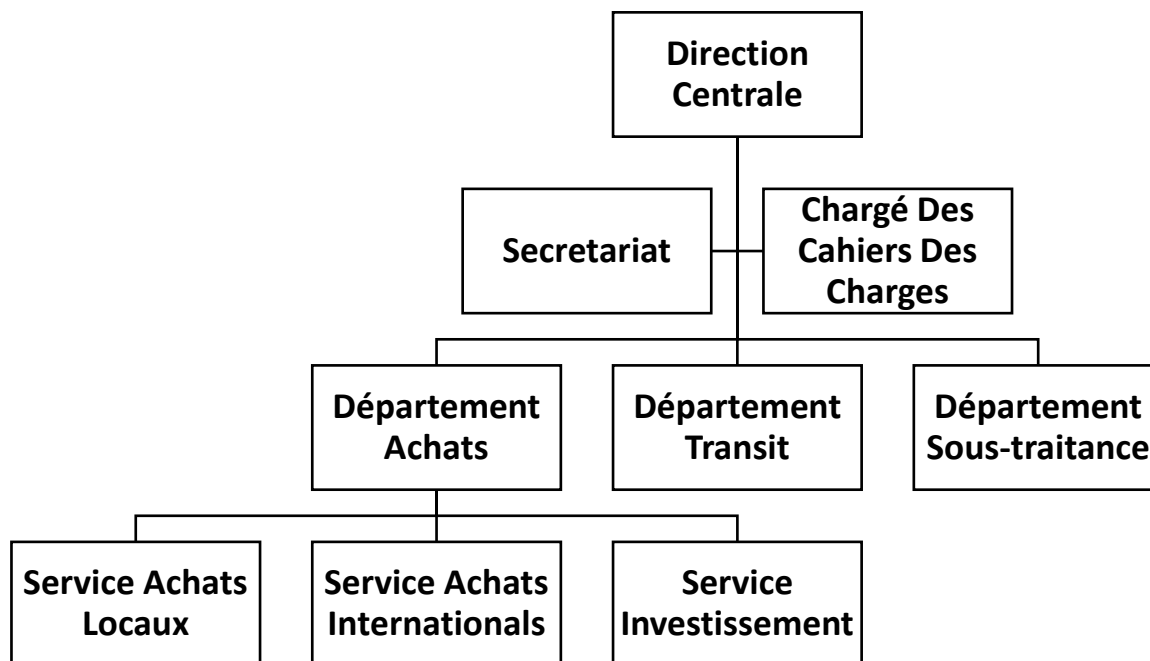 Direction
Centrale
Secretariat
Chargé Des
Cahiers Des
Charges
Département
Achats
Département
Transit
Département
Sous-traitance
Service Achats
Locaux
Service Achats
Internationals
Service
Investissement